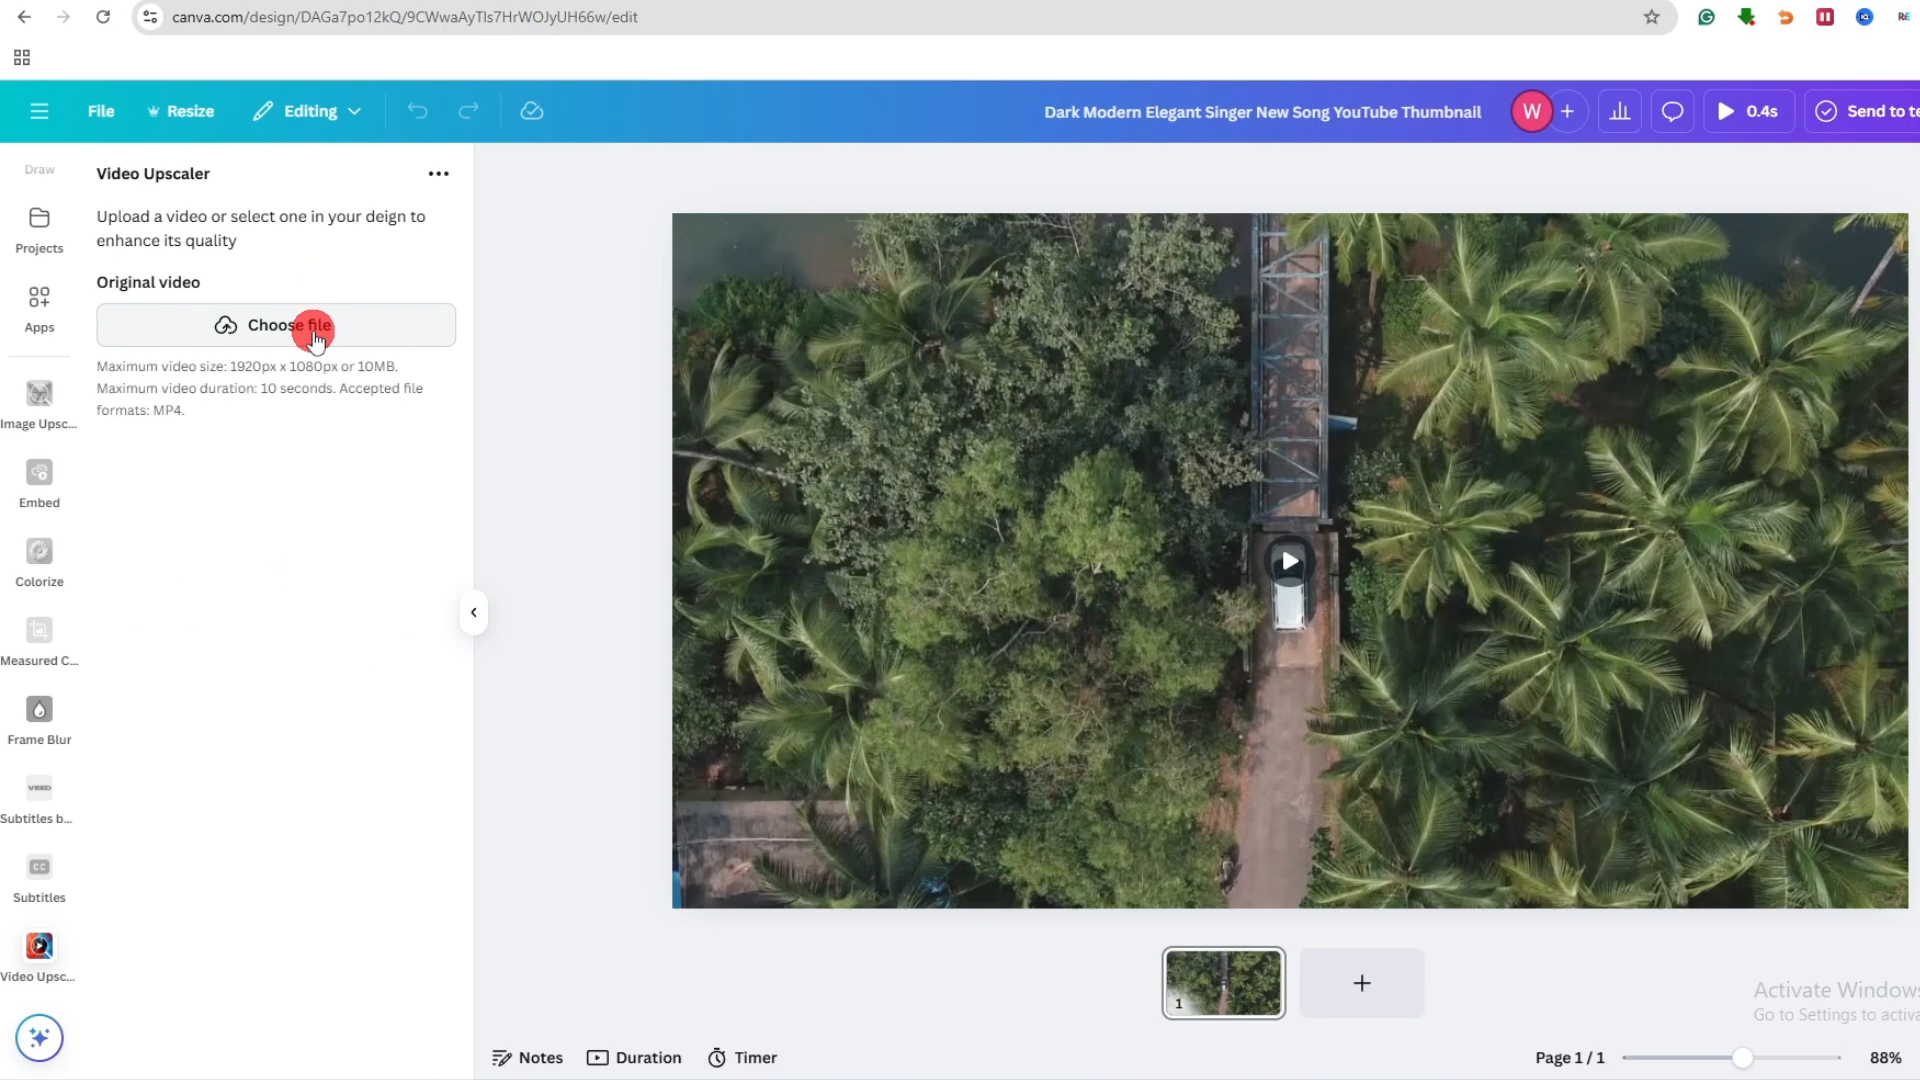 canva.com/design/DAGa7po12kQ/9CWwaAyTIs7HrWOJyUH66w/edit
File
Resize
Editing
Dark Modern Elegant Singer New Song YouTube Thumbnail
W
0.4s
Send to te
Draw
Projects
Apps
Image Upsc...
Embed
Colorize
Measured C...
Frame Blur
VEED
Subtitles b...
CC
Subtitles
Video Upsc...
Video Upscaler
Upload a video or select one in your deign to
enhance its quality
Original video
Choose file
Maximum video size: 1920px x 1080px or 10MB.
Maximum video duration: 10 seconds. Accepted file
formats: MP4.
1
Activate Windows
Go to Settings to activa
Notes
Duration
Timer
Page 1 / 1
88%